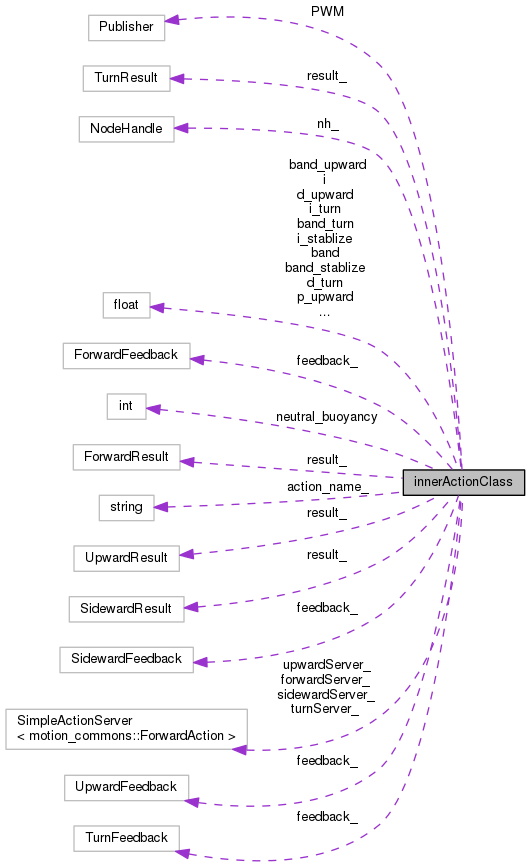 PWM
Publisher
TurnResult
result_
nh_
NodeHandle
band_upward
i
d_upward
i_turn
band_turn
i_stablize
band
band_stablize
d_turn
p_upward
...
float
ForwardFeedback
feedback_
int
neutral_buoyancy
ForwardResult
result_
innerActionClass
action_name_
string
result_
UpwardResult
result_
SidewardResult
feedback_
SidewardFeedback
upwardServer_
forwardServer_
sidewardServer_
turnServer_
SimpleActionServer
< motion_commons::ForwardAction >
feedback_
UpwardFeedback
feedback_
TurnFeedback